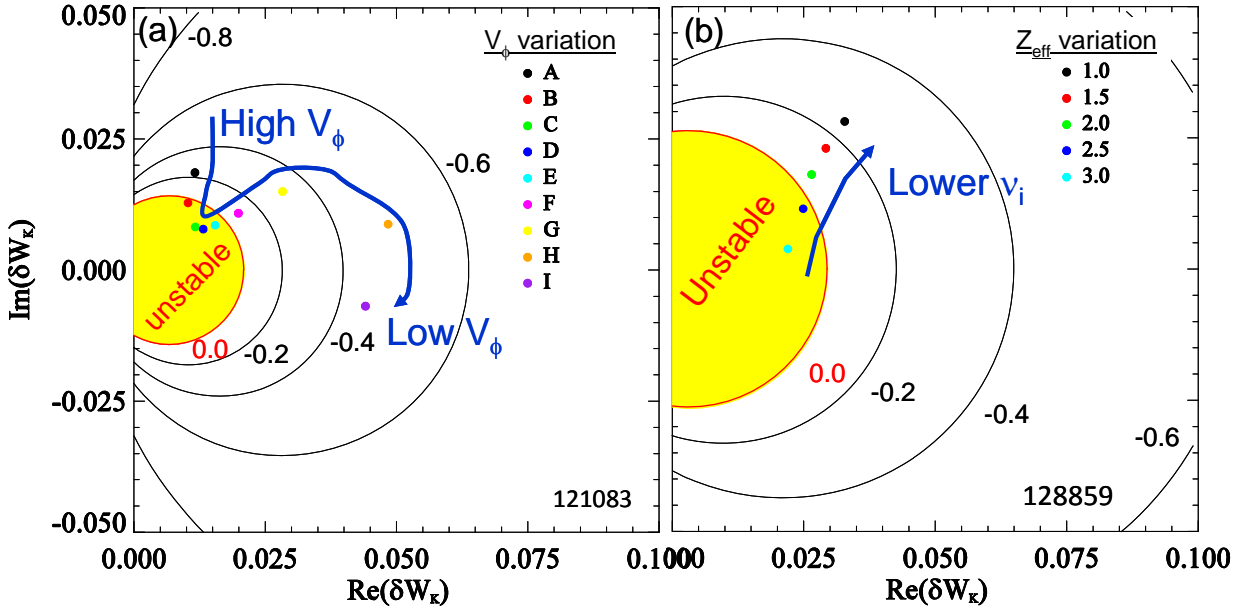 (a)
V_ϕ variation
A
B
C
D
E
F
G
H
I
High V_ϕ
Low V_ϕ
unstable
-0.8
-0.6
-0.4
-0.2
0.0
121083
0.050
0.025
0.000
-0.025
-0.050
Im(δW_K)
0.000
0.025
0.050
0.075
0.100
Re(δW_K)
(b)
Z_eff variation
1.0
1.5
2.0
2.5
3.0
Lower ν_i
Unstable
0.0
-0.2
-0.4
-0.6
128859
0.025
0.050
0.075
0.100
Re(δW_K)